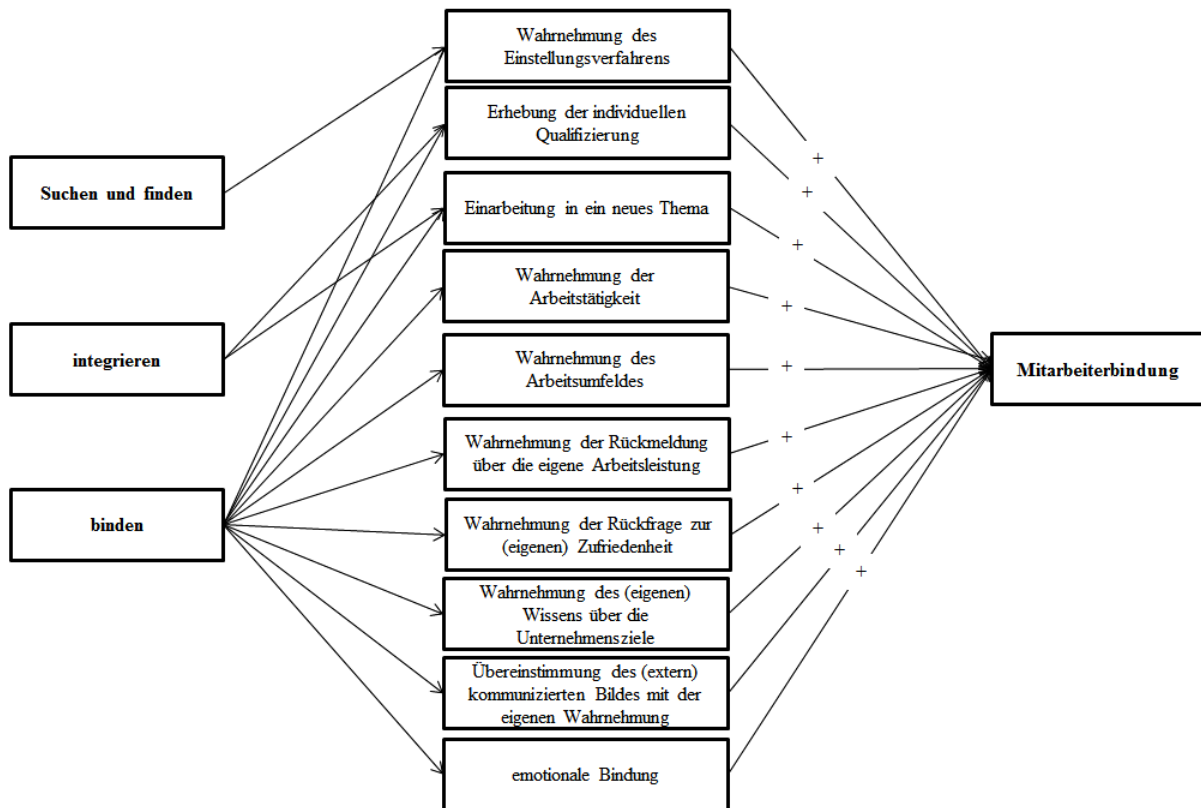 Wahrnehmung des
Einstellungsverfahrens
Erhebung der individuellen
Qualifizierung
+
Suchen und finden
+
Einarbeitung in ein neues Thema
+
Wahrnehmung der
Arbeitstätigkeit
+
integrieren
Wahrnehmung des
Arbeitsumfeldes
+
Mitarbeiterbindung
Wahrnehmung der Rückmeldung
über die eigene Arbeitsleistung
+
+
binden
Wahrnehmung der Rückfrage zur
(eigenen) Zufriedenheit
+
+
+
Wahrnehmung des (eigenen)
Wissens über die
Unternehmensziele
Übereinstimmung des (extern)
kommunizierten Bildes mit der
eigenen Wahrnehmung
emotionale Bindung